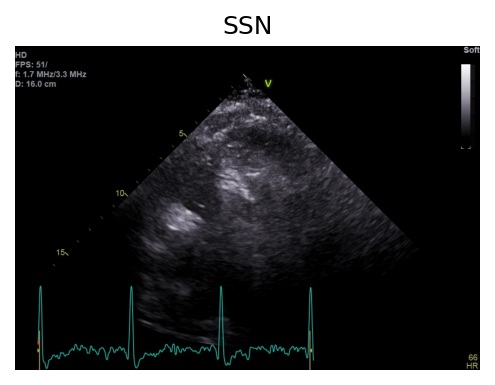 SSN
HD
Soft
FPS: 51/
f: 1.7 MHz/3.3 MHz
D: 16.0 cm
V
5
10
15
66
HR